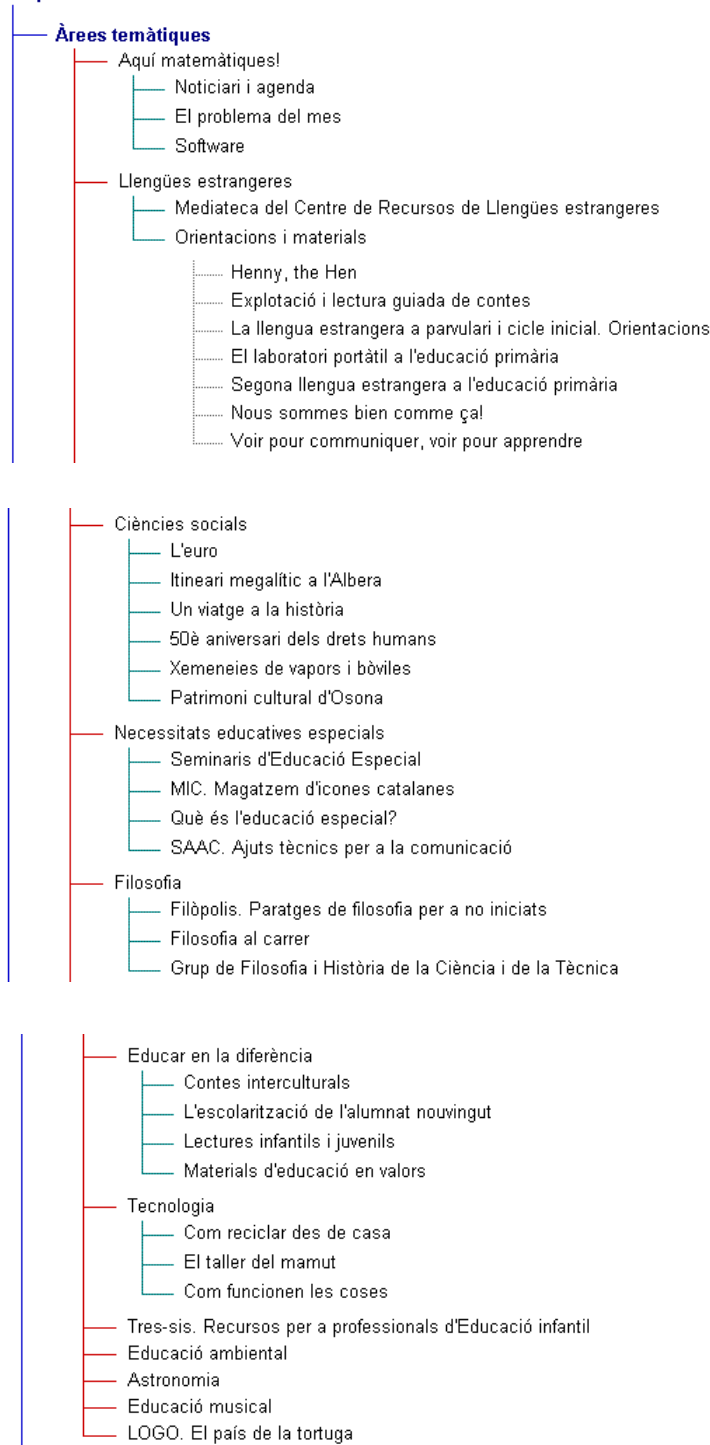 Àrees temàtiques
Aquí matemàtiques!
Noticiari i agenda
El problema del mes
Software
Llengües estrangeres
Mediateca del Centre de Recursos de Llengües estrangeres
Orientacions i materials
Henny, the Hen
Explotació i lectura guiada de contes
La llengua estrangera a parvulari i cicle inicial. Orientacions
El laboratori portàtil a l'educació primària
Segona llengua estrangera a l'educació primària
Nous sommes bien comme ça!
Voir pour communiquer, voir pour apprendre
Ciències socials
L'euro
Itineari megalític a l'Albera
Un viatge a la història
50è aniversari dels drets humans
Xemeneies de vapors i bòviles
Patrimoni cultural d'Osona
Necessitats educatives especials
Seminaris d'Educació Especial
MIC. Magatzem d'icones catalanes
Què és l'educació especial?
SAAC. Ajuts tècnics per a la comunicació
Filosofia
Filòpolis. Paratges de filosofia per a no iniciats
Filosofia al carrer
Grup de Filosofia i Història de la Ciència i de la Tècnica
Educar en la diferència
Contes interculturals
L'escolarització de l'alumnat nouvingut
Lectures infantils i juvenils
Materials d'educació en valors
Tecnologia
Com reciclar des de casa
El taller del mamut
Com funcionen les coses
Tres-sis. Recursos per a professionals d'Educació infantil
Educació ambiental
Astronomia
Educació musical
LOGO. El país de la tortuga